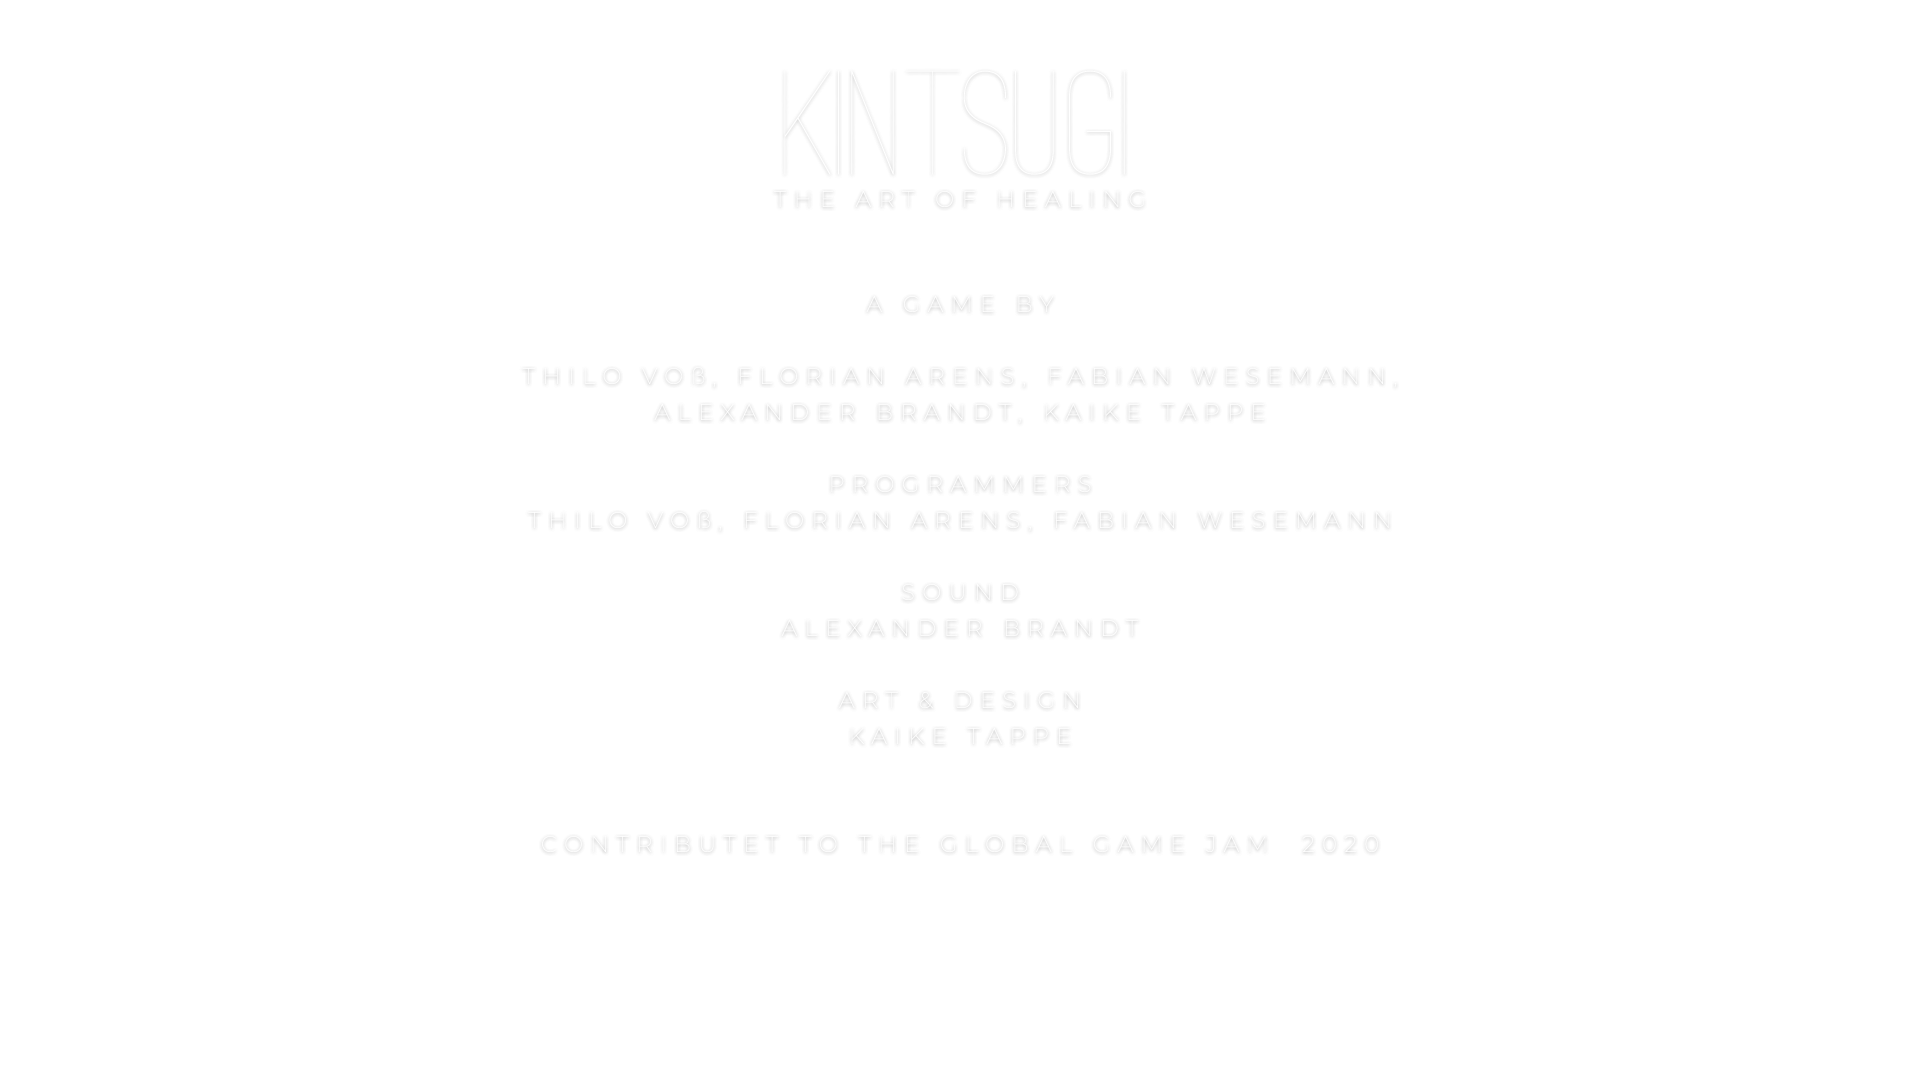 KINTSUGI
THE ART OF HEALING
A GAME BY
THILO VOß, FLORIAN ARENS, FABIAN WESEMANN,
ALEXANDER BRANDT, KAIKE TAPPE
PROGRAMMERS
THILO VOß, FLORIAN ARENS, FABIAN WESEMANN
SOUND
ALEXANDER BRANDT
ART & DESIGN
KAIKE TAPPE
CONTRIBUTET TO THE GLOBAL GAME JAM  2020